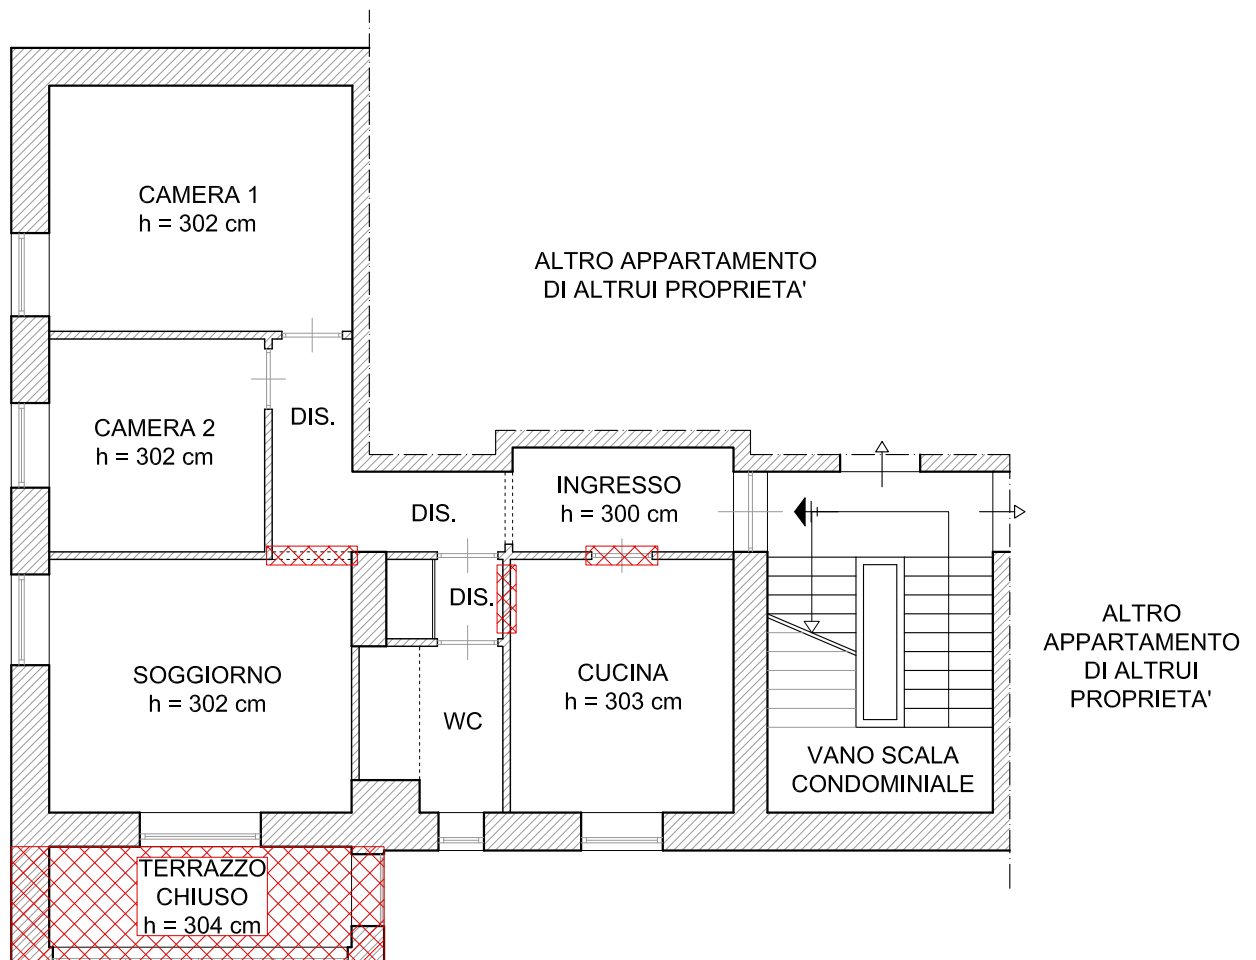 CAMERA 1
h = 302 cm
ALTRO APPARTAMENTO
DI ALTRUI PROPRIETA'
CAMERA 2
h = 302 cm
DIS.
DIS.
INGRESSO
h = 300 cm
DIS.
SOGGIORNO
h = 302 cm
WC
CUCINA
h = 303 cm
VANO SCALA
CONDOMINIALE
ALTRO
APPARTAMENTO
DI ALTRUI
PROPRIETA'
TERRAZZO
CHIUSO
h = 304 cm